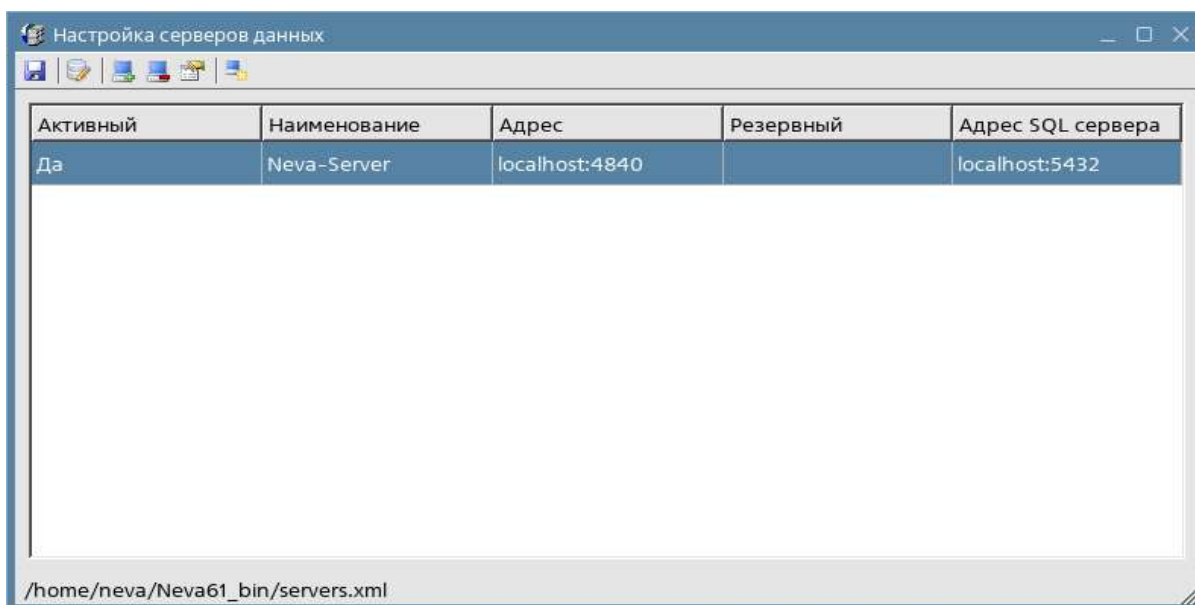 Настройка серверов данных
Активный Наименование Адрес Резервный Адрес SQL сервера
Да Neva-Server localhost:4840 localhost:5432
/home/neva/Neva61_bin/servers.xml